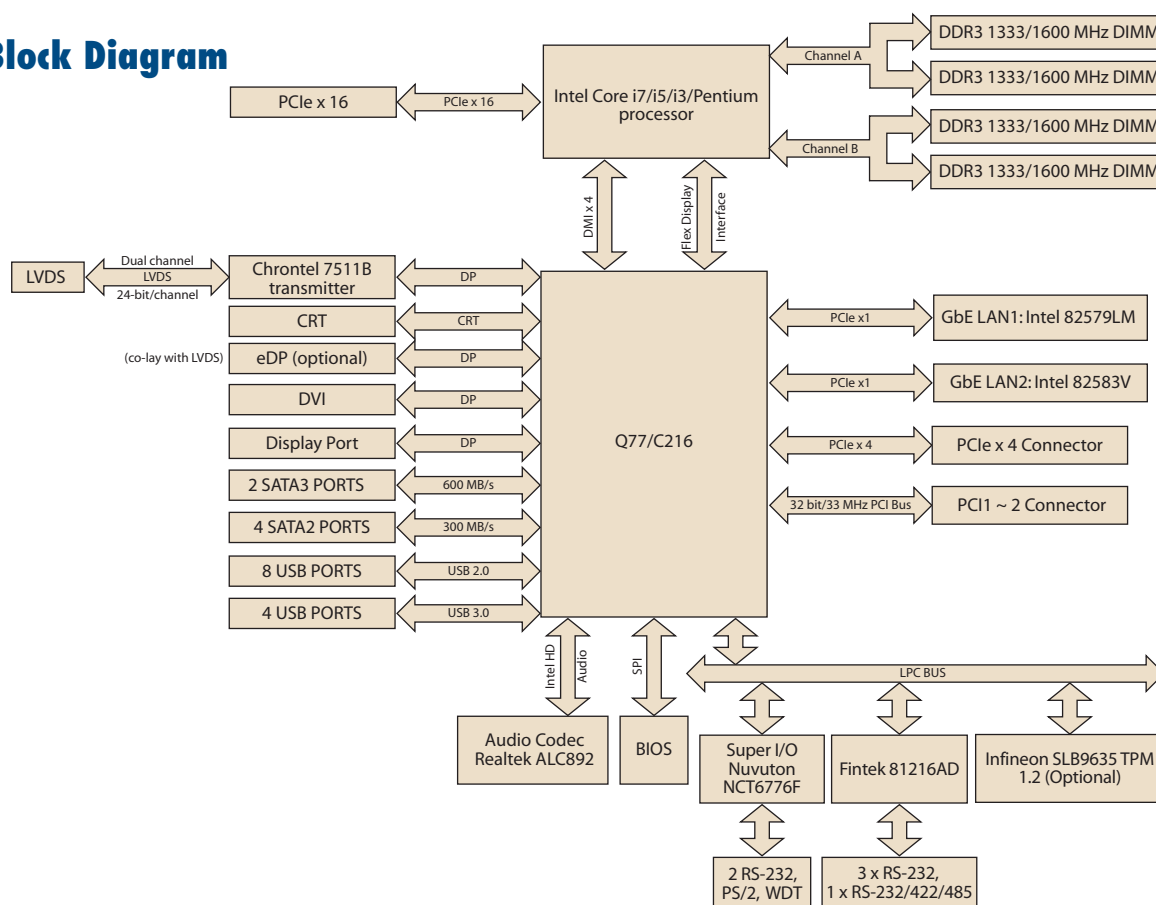 Block Diagram
DDR3 1333/1600 MHz DIMM
Channel A
DDR3 1333/1600 MHz DIMM
PCIe x 16
PCIe x 16
Intel Core i7/i5/i3/Pentium
processor
DDR3 1333/1600 MHz DIMM
Channel B
DDR3 1333/1600 MHz DIMM
DMI x 4
Flex Display
Interface
LVDS
Dual channel
LVDS
24-bit/channel
Chrontel 7511B
transmitter
DP
CRT
CRT
(co-lay with LVDS)
eDP (optional)
DP
DVI
DP
Display Port
DP
2 SATA3 PORTS
600 MB/s
4 SATA2 PORTS
300 MB/s
8 USB PORTS
USB 2.0
4 USB PORTS
USB 3.0
Q77/C216
PCIe x1
GbE LAN1: Intel 82579LM
PCIe x1
GbE LAN2: Intel 82583V
PCIe x 4
PCIe x 4 Connector
32 bit/33 MHz PCI Bus
PCI1 ~ 2 Connector
Intel HD
Audio
SPI
LPC BUS
Audio Codec
Realtek ALC892
BIOS
Super I/O
Nuvuton
NCT6776F
Fintek 81216AD
Infineon SLB9635 TPM
1.2 (Optional)
2 RS-232,
PS/2, WDT
3 x RS-232,
1 x RS-232/422/485